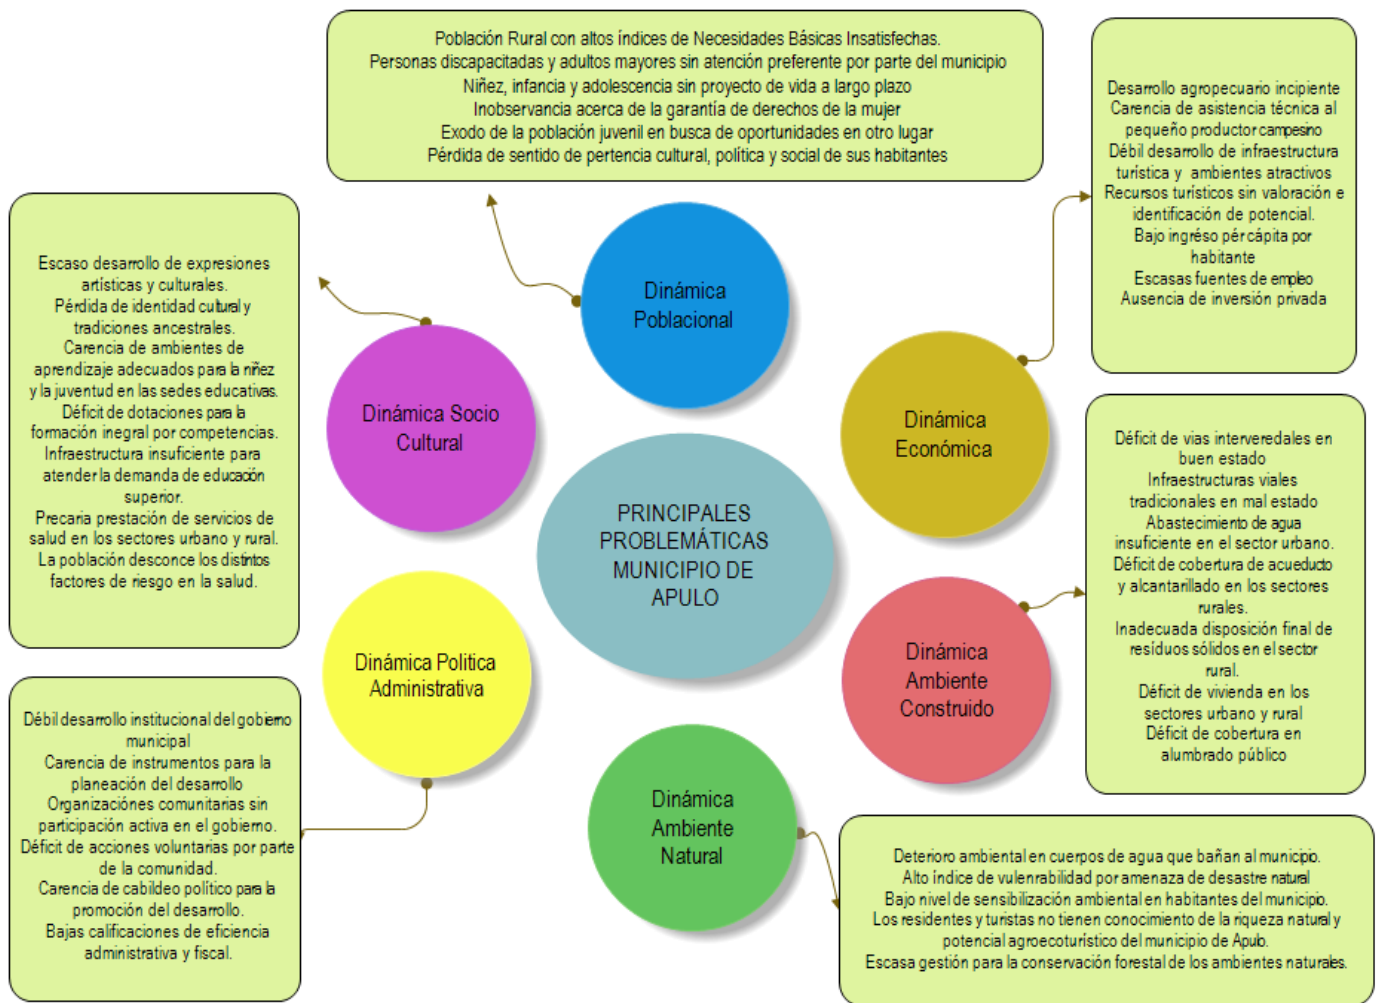 Población Rural con altos índices de Necesidades Básicas Insatisfechas.
Personas discapacitadas y adultos mayores sin atención preferente por parte del municipio
Niñez, infancia y adolescencia sin proyecto de vida a largo plazo
Inobservancia acerca de la garantía de derechos de la mujer
Exodo de la población juvenil en busca de oportunidades en otro lugar
Pérdida de sentido de pertencia cultural, política y social de sus habitantes
Desarrollo agropecuario incipiente
Carencia de asistencia técnica al
pequeño productor campesino
Débil desarrollo de infraestructura
turística y ambientes atractivos
Recursos turísticos sin valoración e
identificación de potencial.
Bajo ingréso pér cápita por
habitante
Escasas fuentes de empleo
Ausencia de inversión privada
Escaso desarrollo de expresiones
artísticas y culturales.
Pérdida de identidad cultural y
tradiciones ancestrales.
Carencia de ambientes de
aprendizaje adecuados para la niñez
y la juventud en las sedes educativas.
Déficit de dotaciones para la
formación inegral por competencias.
Infraestructura insuficiente para
atender la demanda de educación
superior.
Precaria prestación de servicios de
salud en los sectores urbano y rural.
La población desconce los distintos
factores de riesgo en la salud.
Dinámica
Poblacional
Dinámica Socio
Cultural
Dinámica
Económica
PRINCIPALES
PROBLEMÁTICAS
MUNICIPIO DE
APULO
Déficit de vias interveredales en
buen estado
Infraestructuras viales
tradicionales en mal estado
Abastecimiento de agua
insuficiente en el sector urbano.
Déficit de cobertura de acueducto
y alcantarillado en los sectores
rurales.
Inadecuada disposición final de
resíduos sólidos en el sector
rural.
Déficit de vivienda en los
sectores urbano y rural
Déficit de cobertura en
alumbrado público
Dinámica Politica
Administrativa
Dinámica
Ambiente
Construido
Débil desarrollo institucional del gobierno
municipal
Carencia de instrumentos para la
planeación del desarrollo
Organizaciónes comunitarias sin
participación activa en el gobierno.
Déficit de acciones voluntarias por parte
de la comunidad.
Carencia de cabildeo político para la
promoción del desarrollo.
Bajas calificaciones de eficiencia
administrativa y fiscal.
Dinámica
Ambiente
Natural
Deterioro ambiental en cuerpos de agua que bañan al municipio.
Alto índice de vulenrabilidad por amenaza de desastre natural
Bajo nivel de sensibilización ambiental en habitantes del municipio.
Los residentes y turistas no tienen conocimiento de la riqueza natural y
potencial agroecoturístico del municipio de Apulo.
Escasa gestión para la conservación forestal de los ambientes naturales.